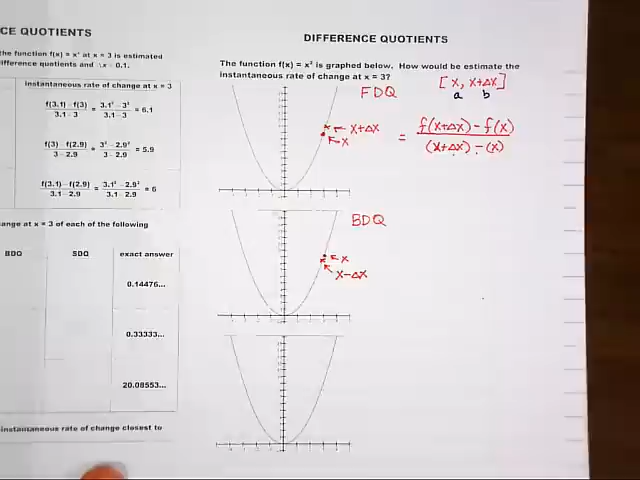 CE QUOTIENTS
the function f(x) = x² at x = 3 is estimated
ifference quotients and \x = 0.1.
instantaneous rate of change at x = 3
f(3.1) – f(3) / 3.1 – 3 = 3.1² – 3² / 3.1 – 3 = 6.1
f(3) – f(2.9) / 3 – 2.9 = 3² – 2.9² / 3 – 2.9 = 5.9
f(3.1) – f(2.9) / 3.1 – 2.9 = 3.1² – 2.9² / 3.1 – 2.9 = 6
ange at x = 3 of each of the following
BDQ SDQ exact answer
0.14476...
0.33333...
20.08553...
instantaneous rate of change closest to
DIFFERENCE QUOTIENTS
The function f(x) = x² is graphed below. How would be estimate the
instantaneous rate of change at x = 3?
FDQ
[x, x+Δx]
a b
x+Δx
x
= f(x+Δx) – f(x) / (x+Δx) – (x)
BDQ
x
x–Δx